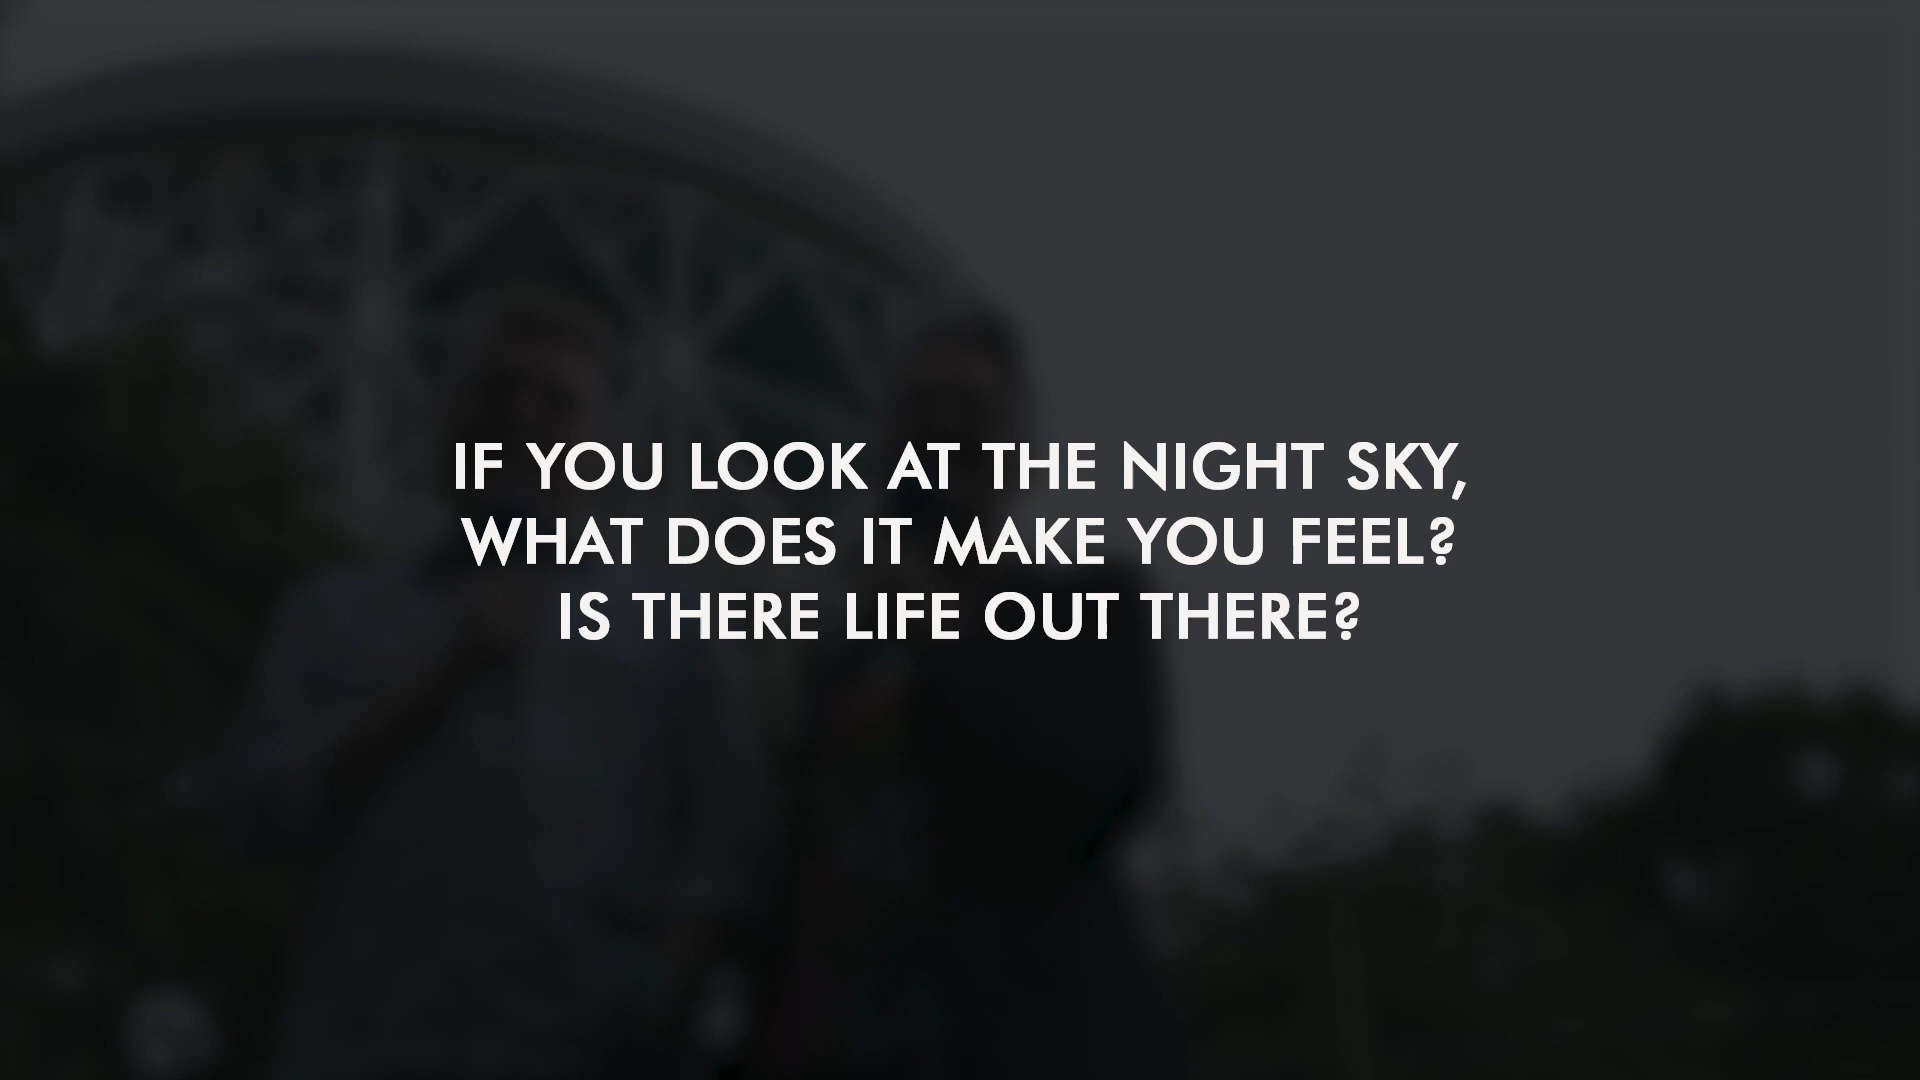 IF YOU LOOK AT THE NIGHT SKY,
WHAT DOES IT MAKE YOU FEEL?
IS THERE LIFE OUT THERE?